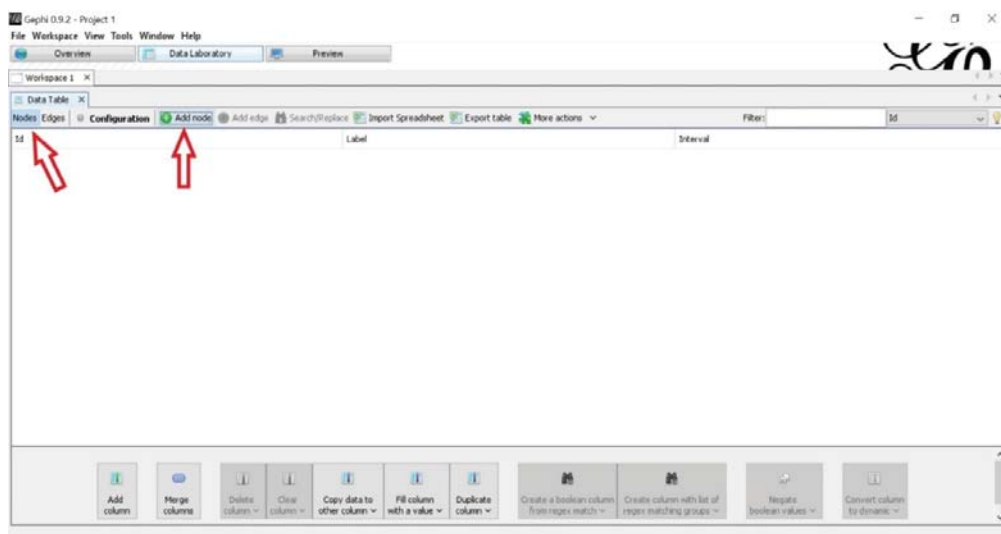 Gephi 0.9.2 - Project 1
File Workspace View Tools Window Help
Overview Data Laboratory Preview
Workspace 1
Data Table
Nodes Edges Configuration Add node Add edge Search/Replace Import Spreadsheet Export table More actions Filter: Id
Id Label Interval
Add column
Merge columns
Delete column
Clear column
Copy data to other column
Fill column with a value
Duplicate column
Create a boolean column from regex match
Create column with list of regex matching groups
Negate boolean values
Convert column to dynamic